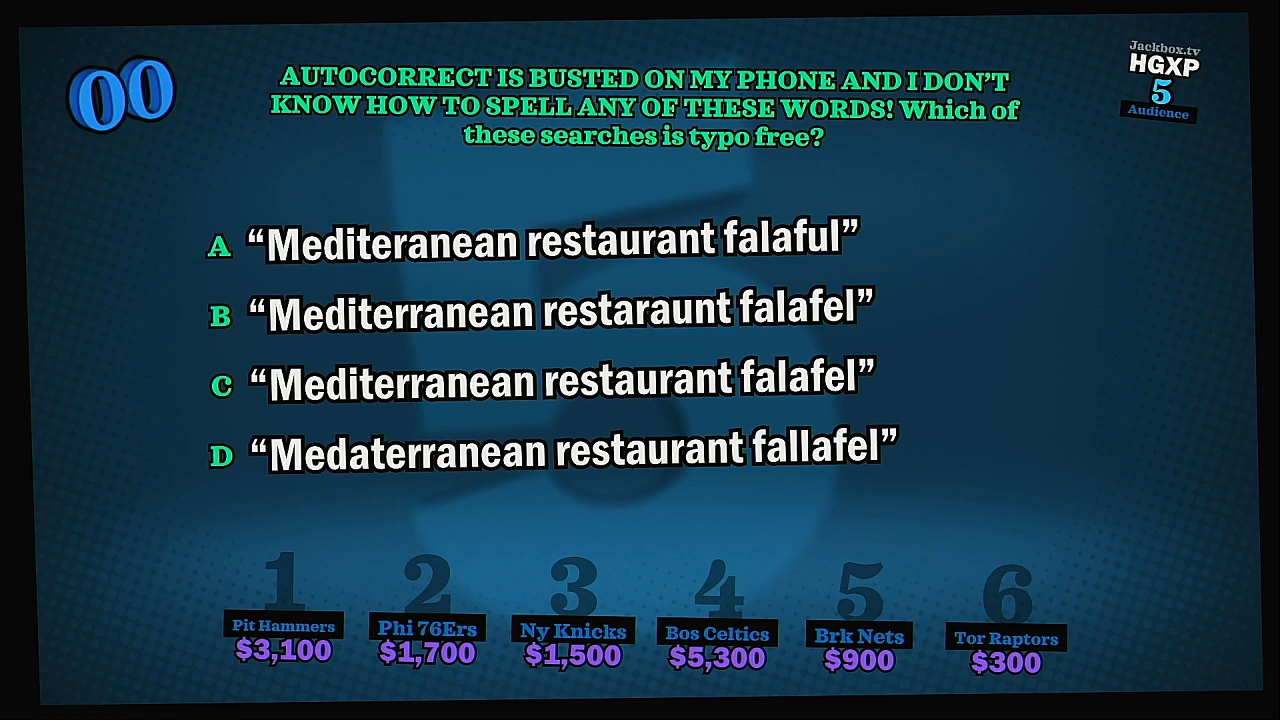 00
AUTOCORRECT IS BUSTED ON MY PHONE AND I DON'T
KNOW HOW TO SPELL ANY OF THESE WORDS! Which of
these searches is typo free?
Jackbox.tv
HGXP
5
Audience
A "Mediteranean restaurant falaful"
B "Mediterranean restaraunt falafel"
C "Mediterranean restaurant falafel"
D "Medaterranean restaurant fallafel"
1 2 3 4 5 6
Pit Hammers Phi 76Ers Ny Knicks Bos Celtics Brk Nets Tor Raptors
$3,100 $1,700 $1,500 $5,300 $900 $300